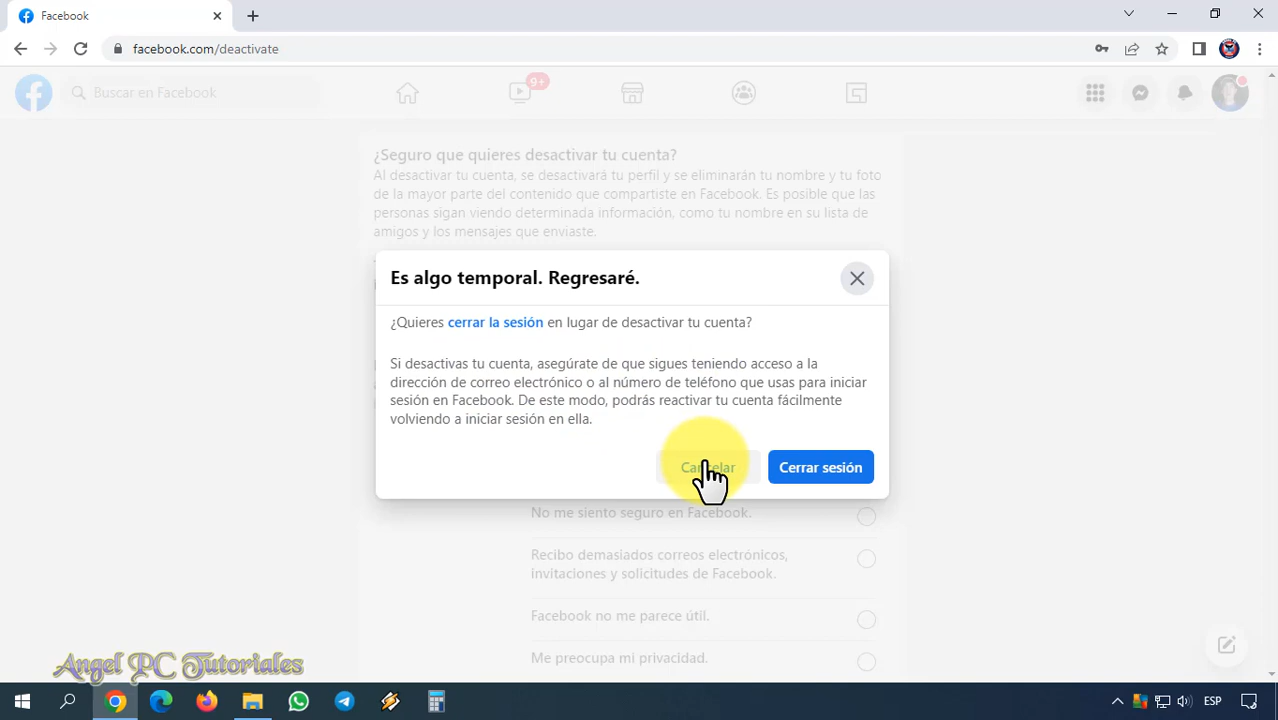 Facebook
facebook.com/deactivate
Buscar en Facebook
9+
¿Seguro que quieres desactivar tu cuenta?
Al desactivar tu cuenta, se desactivará tu perfil y se eliminarán tu nombre y tu foto
de la mayor parte del contenido que compartiste en Facebook. Es posible que las
personas sigan viendo determinada información, como tu nombre en su lista de
amigos y los mensajes que enviaste.
Es algo temporal. Regresaré.
¿Quieres cerrar la sesión en lugar de desactivar tu cuenta?
Si desactivas tu cuenta, asegúrate de que sigues teniendo acceso a la
dirección de correo electrónico o al número de teléfono que usas para iniciar
sesión en Facebook. De este modo, podrás reactivar tu cuenta fácilmente
volviendo a iniciar sesión en ella.
Cancelar
Cerrar sesión
No me siento seguro en Facebook.
Recibo demasiados correos electrónicos,
invitaciones y solicitudes de Facebook.
Facebook no me parece útil.
Me preocupa mi privacidad.
Angel PC Tutoriales
ESP